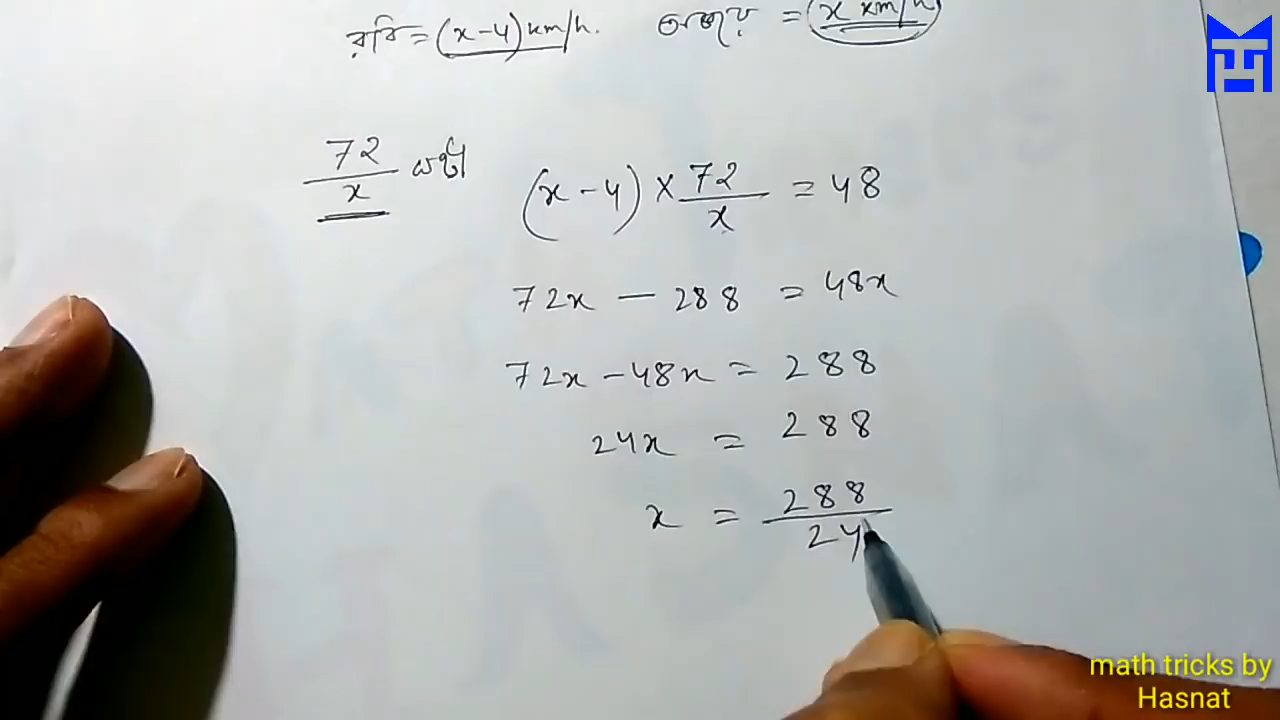 রবি = (x-4) km/h. অজয় = (x km/h)
72/x ঘন্টা
(x-4) × 72/x = 48
72x - 288 = 48x
72x - 48x = 288
24x = 288
x = 288/24
math tricks by
Hasnat